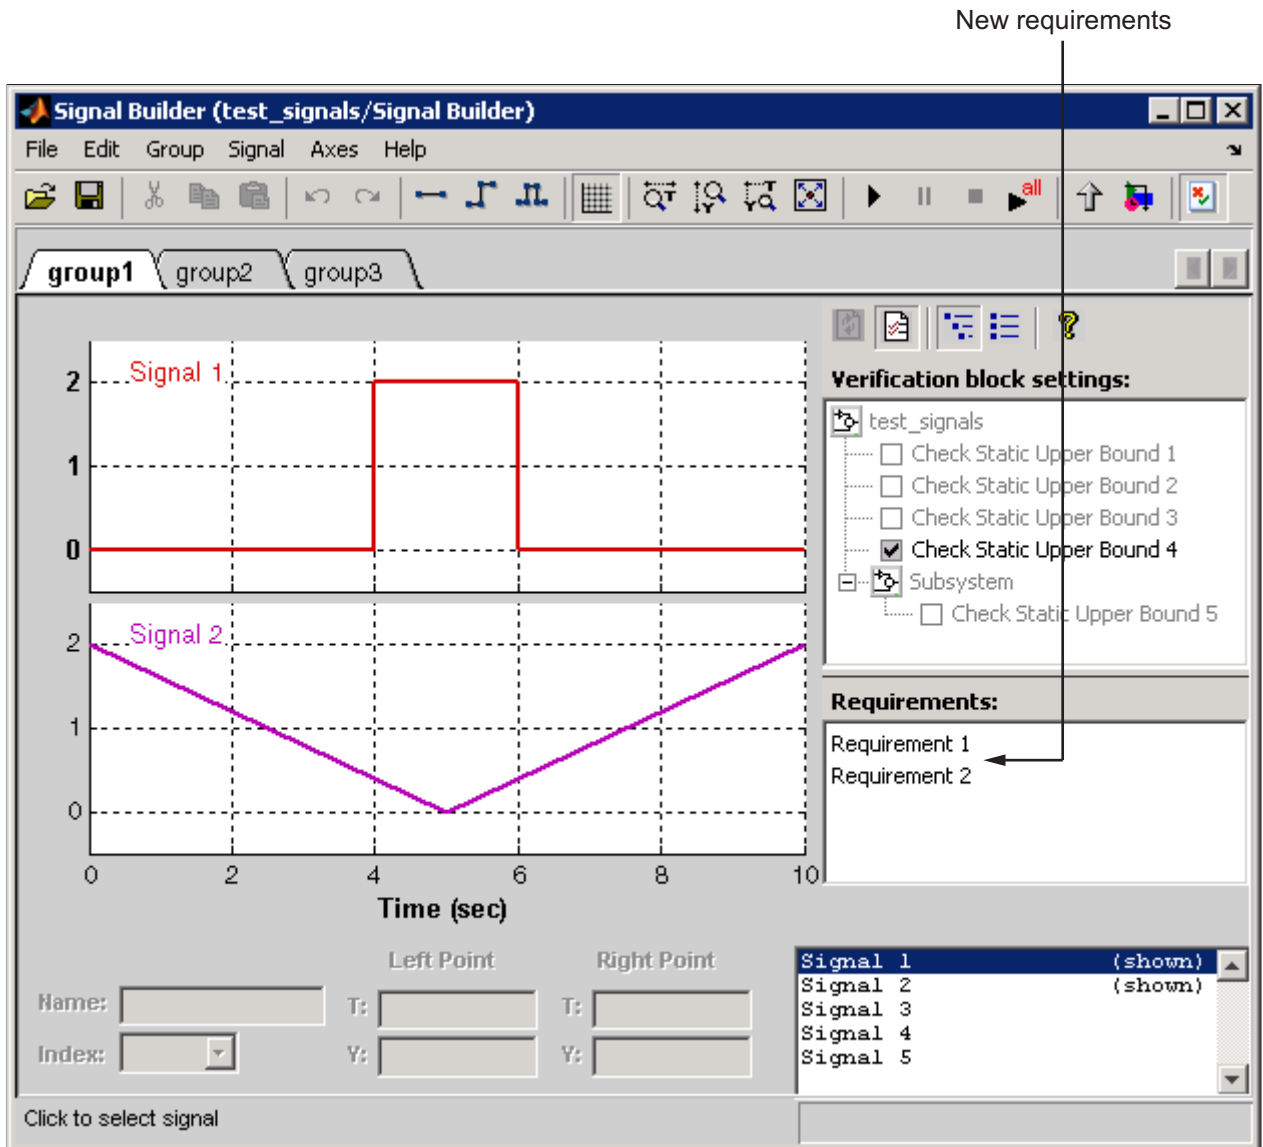 New requirements
Signal Builder (test_signals/Signal Builder)
File Edit Group Signal Axes Help
all
group1 group2 group3
Signal 1
2
1
0
Signal 2
2
1
0
0 2 4 6 8 10
Time (sec)
Verification block settings:
test_signals
Check Static Upper Bound 1
Check Static Upper Bound 2
Check Static Upper Bound 3
Check Static Upper Bound 4
Subsystem
Check Static Upper Bound 5
Requirements:
Requirement 1
Requirement 2
Left Point Right Point
Name: T: T:
Index: Y: Y:
Signal 1 (shown)
Signal 2 (shown)
Signal 3
Signal 4
Signal 5
Click to select signal